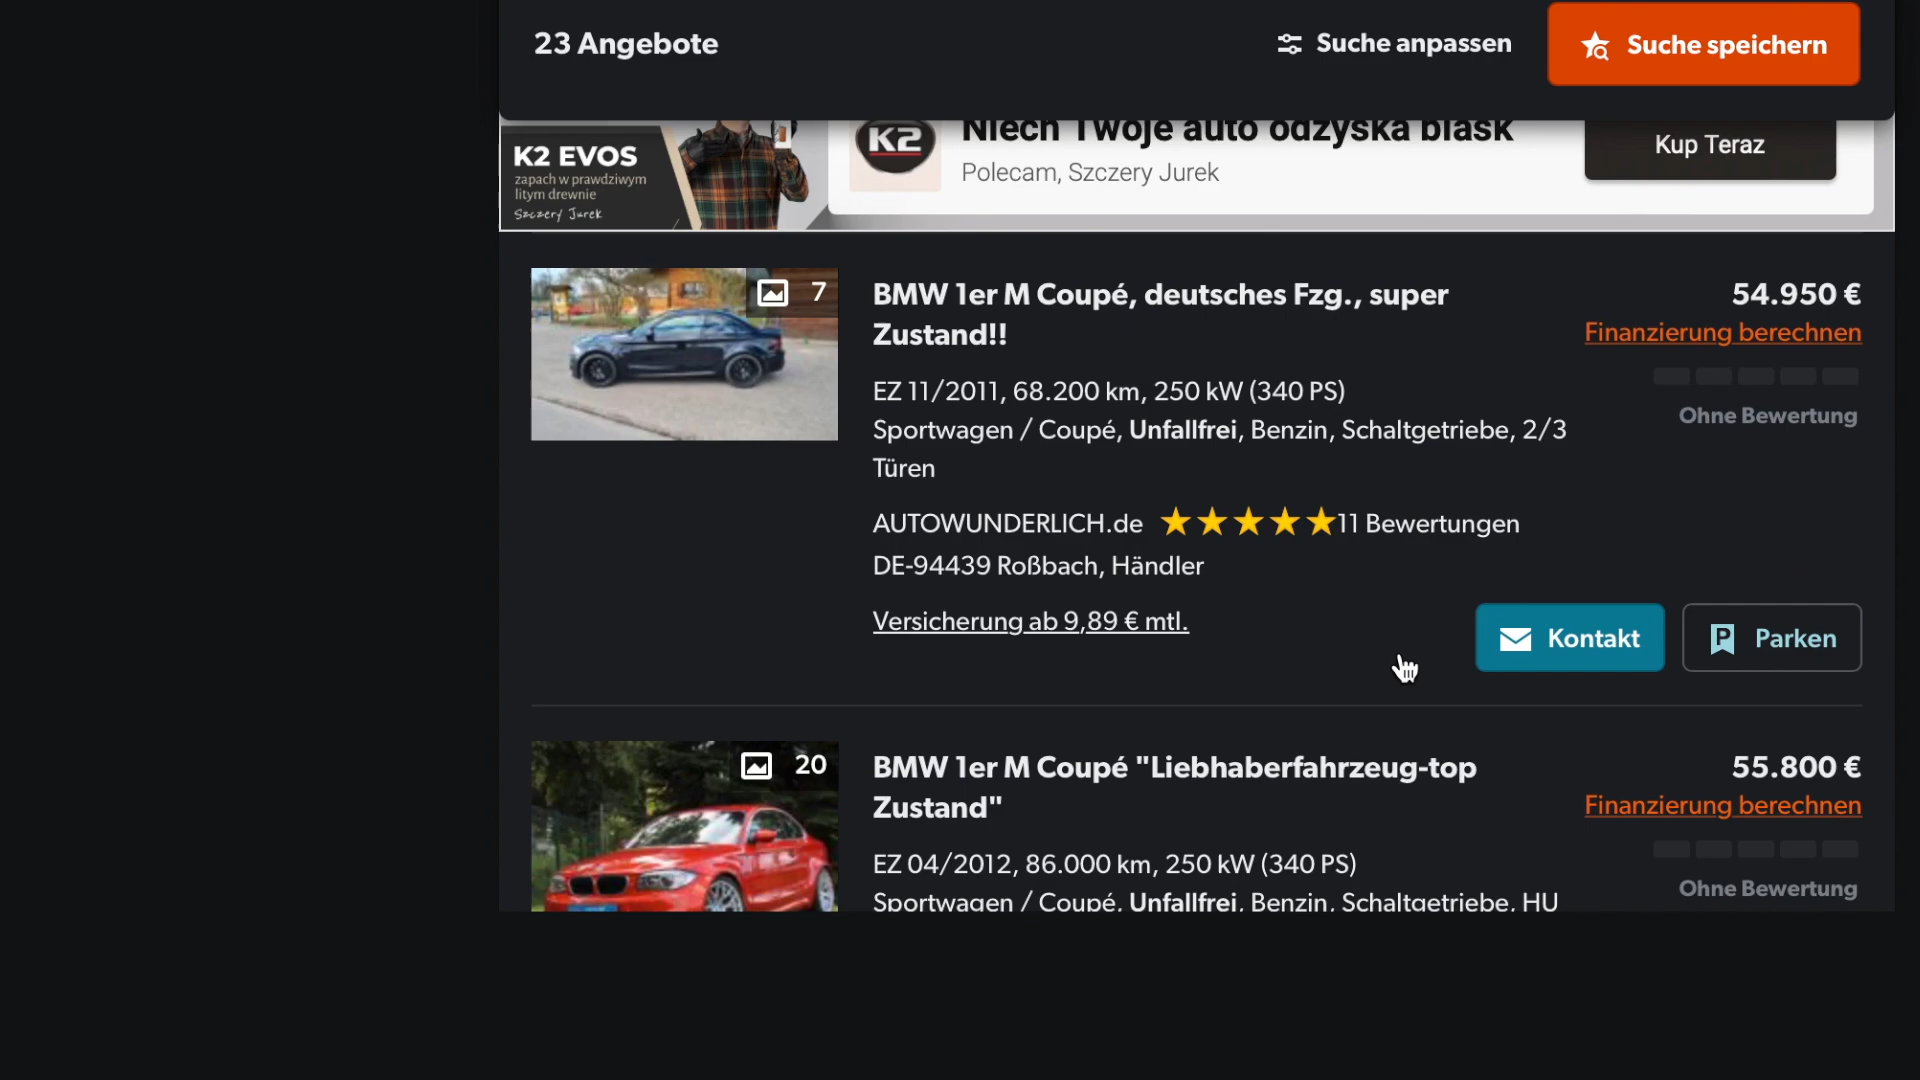 23 Angebote
Suche anpassen
Suche speichern
K2 EVOS
zapach w prawdziwym
litym drewnie
Szczery Jurek
K2
Niech Twoje auto odzyska blask
Polecam, Szczery Jurek
Kup Teraz
7
BMW 1er M Coupé, deutsches Fzg., super
Zustand!!
54.950 €
Finanzierung berechnen
EZ 11/2011, 68.200 km, 250 kW (340 PS)
Sportwagen / Coupé, Unfallfrei, Benzin, Schaltgetriebe, 2/3
Türen
Ohne Bewertung
AUTOWUNDERLICH.de ★★★★★11 Bewertungen
DE-94439 Roßbach, Händler
Versicherung ab 9,89 € mtl.
Kontakt
P Parken
20
BMW 1er M Coupé "Liebhaberfahrzeug-top
Zustand"
55.800 €
Finanzierung berechnen
EZ 04/2012, 86.000 km, 250 kW (340 PS)
Sportwagen / Coupé, Unfallfrei, Benzin, Schaltgetriebe, HU
Ohne Bewertung